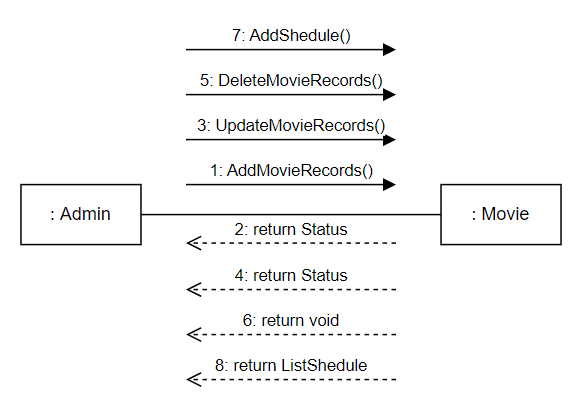 7: AddShedule()
5: DeleteMovieRecords()
3: UpdateMovieRecords()
1: AddMovieRecords()
: Admin
: Movie
2: return Status
4: return Status
6: return void
8: return ListShedule